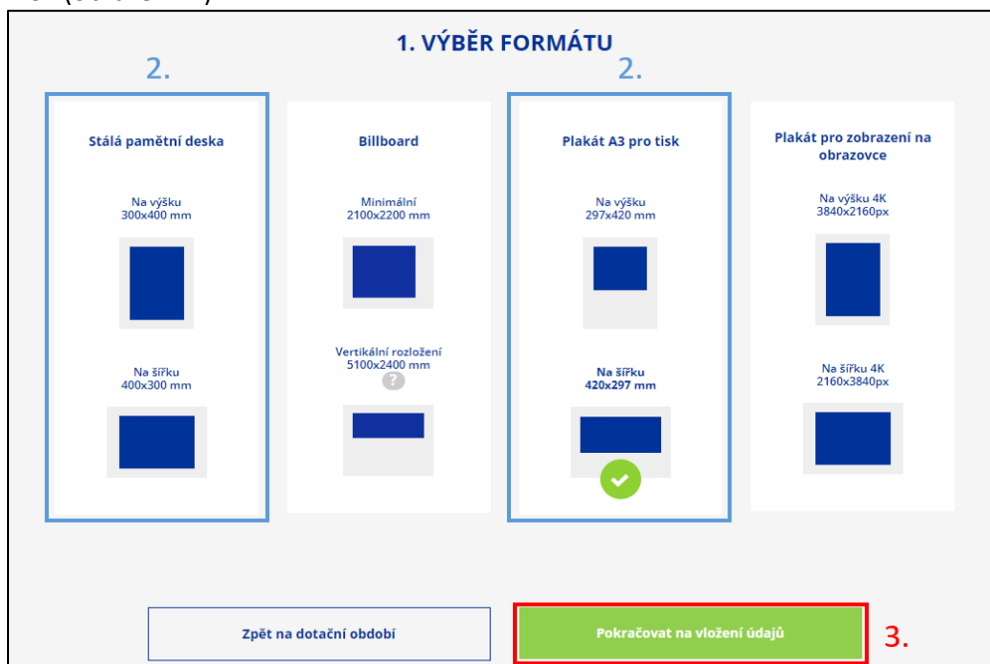 1. VÝBĚR FORMÁTU
2.
2.
Stálá pamětní deska
Na výšku
300x400 mm
Na šířku
400x300 mm
Billboard
Minimální
2100x2200 mm
Vertikální rozložení
5100x2400 mm
?
Plakát A3 pro tisk
Na výšku
297x420 mm
Na šířku
420x297 mm
Plakát pro zobrazení na
obrazovce
Na výšku 4K
3840x2160px
Na šířku 4K
2160x3840px
Zpět na dotační období
Pokračovat na vložení údajů
3.